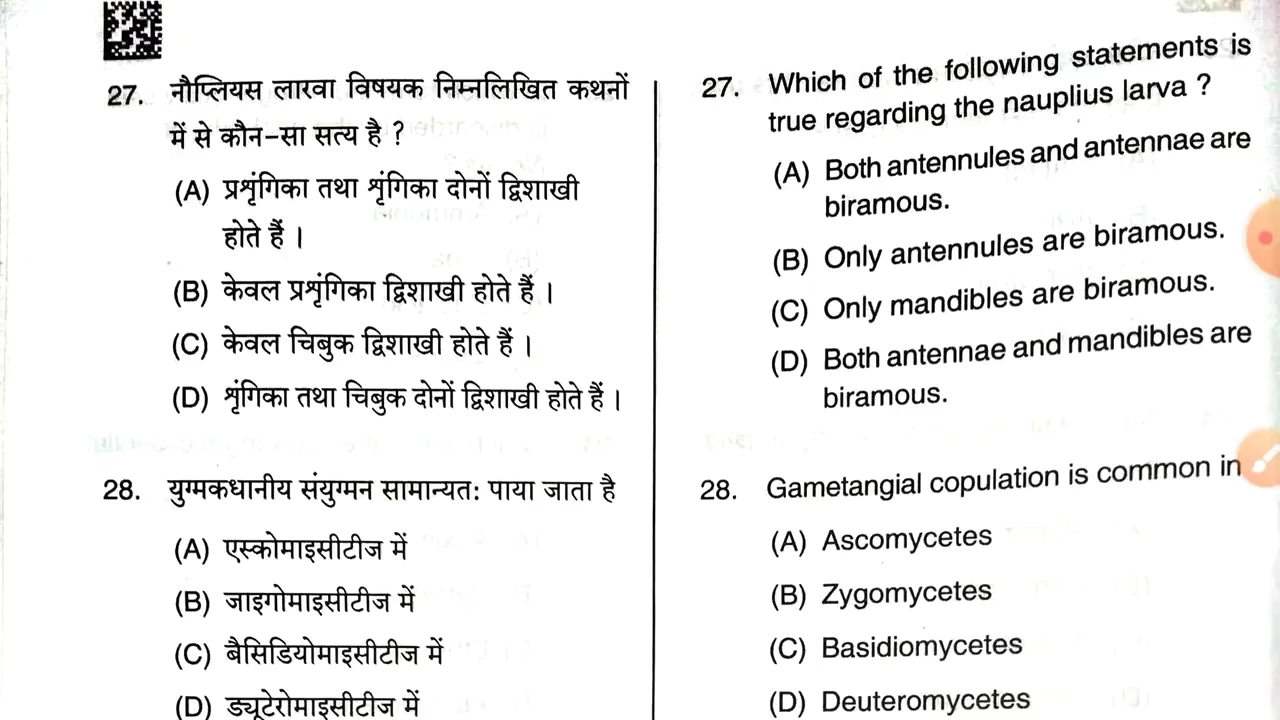 27. नौप्लियस लारवा विषयक निम्नलिखित कथनों
में से कौन-सा सत्य है ?
(A) प्रशृंगिका तथा शृंगिका दोनों द्विशाखी
होते हैं ।
(B) केवल प्रशृंगिका द्विशाखी होते हैं ।
(C) केवल चिबुक द्विशाखी होते हैं ।
(D) शृंगिका तथा चिबुक दोनों द्विशाखी होते हैं ।
28. युग्मकधानीय संयुग्मन सामान्यतः पाया जाता है
(A) एस्कोमाइसीटीज में
(B) जाइगोमाइसीटीज में
(C) बैसिडियोमाइसीटीज में
(D) ड्यूटेरोमाइसीटीज में
27. Which of the following statements is
true regarding the nauplius larva ?
(A) Both antennules and antennae are
biramous.
(B) Only antennules are biramous.
(C) Only mandibles are biramous.
(D) Both antennae and mandibles are
biramous.
28. Gametangial copulation is common in
(A) Ascomycetes
(B) Zygomycetes
(C) Basidiomycetes
(D) Deuteromycetes